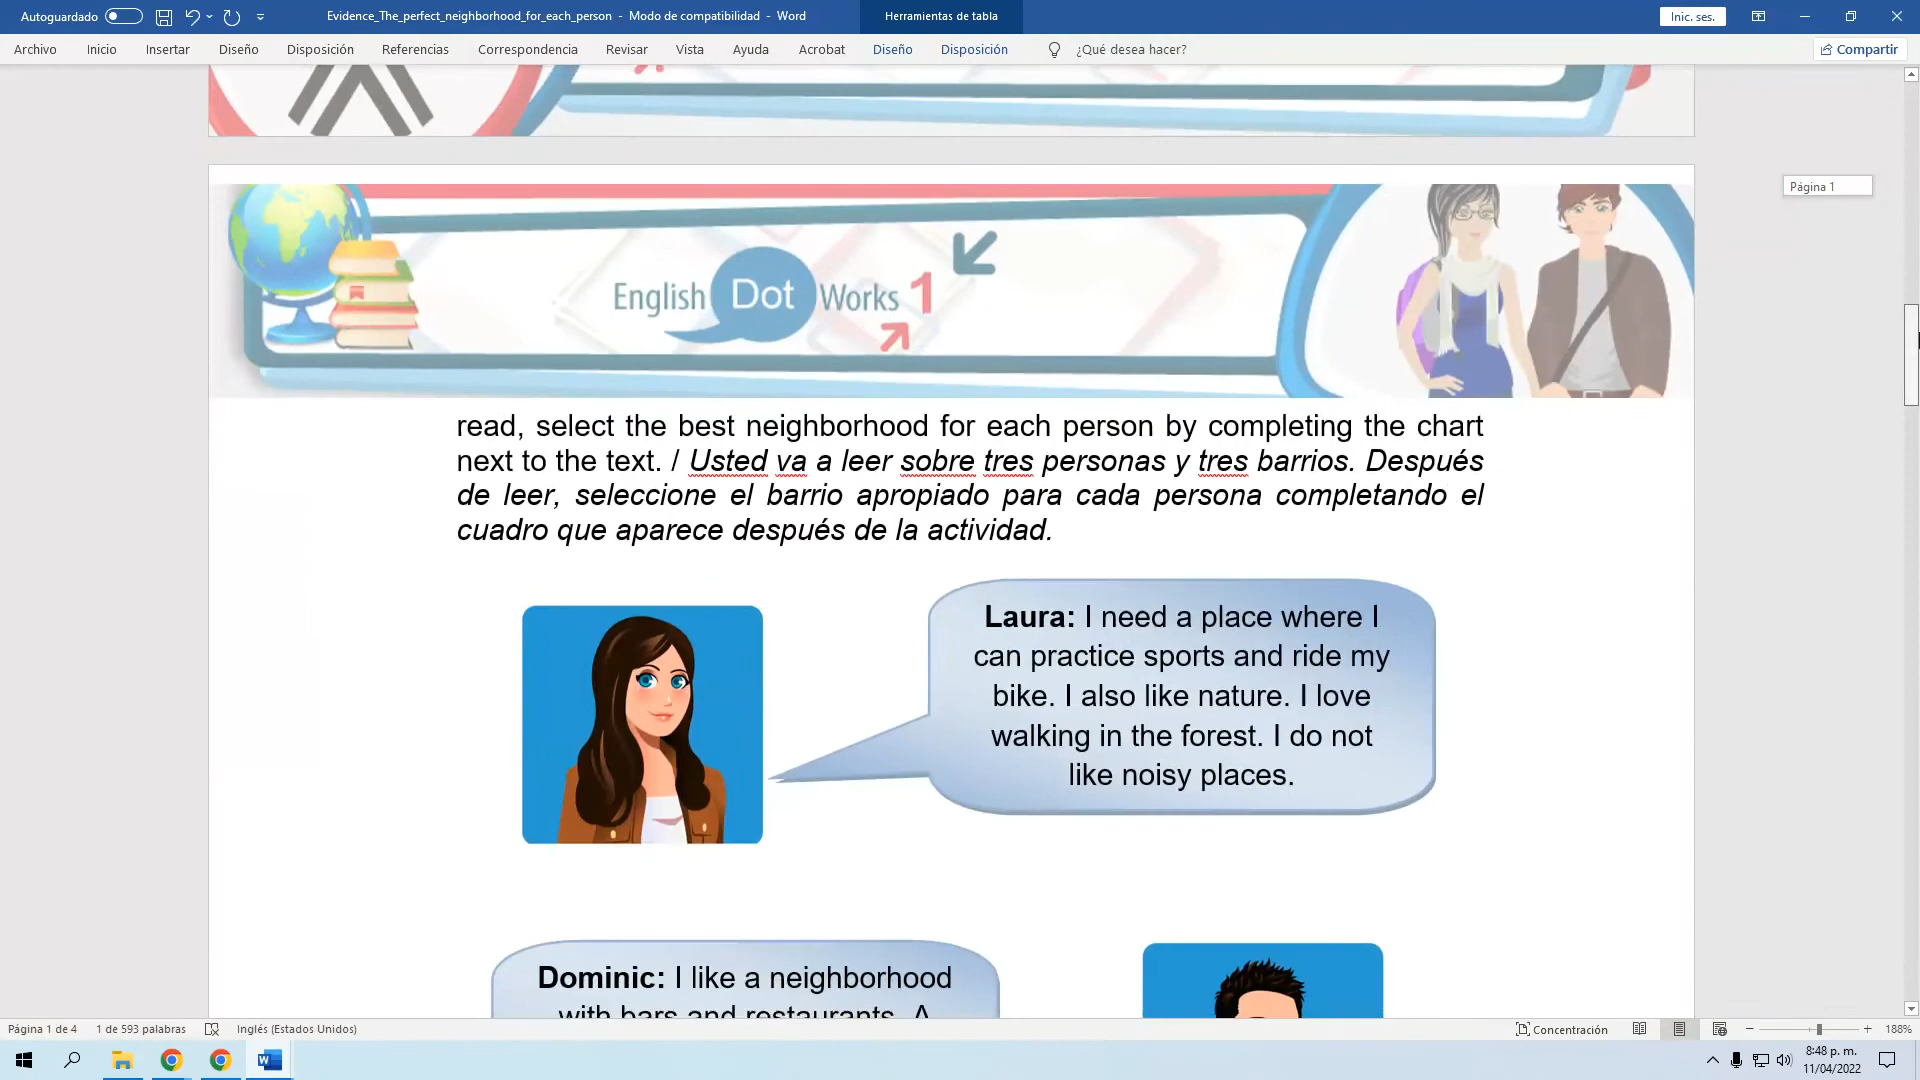 Autoguardado
Evidence_The_perfect_neighborhood_for_each_person - Modo de compatibilidad - Word
Herramientas de tabla
Inic. ses.
Archivo Inicio Insertar Diseño Disposición Referencias Correspondencia Revisar Vista Ayuda Acrobat Diseño Disposición ¿Qué desea hacer? Compartir
Página 1
English Dot Works 1
read, select the best neighborhood for each person by completing the chart
next to the text. / Usted va a leer sobre tres personas y tres barrios. Después
de leer, seleccione el barrio apropiado para cada persona completando el
cuadro que aparece después de la actividad.
Laura: I need a place where I
can practice sports and ride my
bike. I also like nature. I love
walking in the forest. I do not
like noisy places.
Dominic: I like a neighborhood
with bars and restaurants. A
Página 1 de 4 1 de 593 palabras Inglés (Estados Unidos) Concentración 188%
8:48 p. m.
11/04/2022